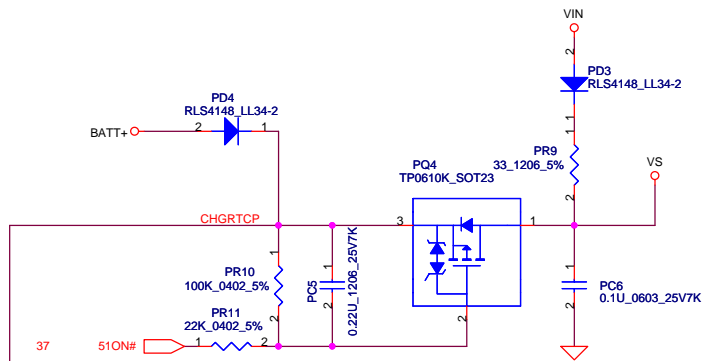 VIN
2
PD3
RLS4148_LL34-2
1
PD4
RLS4148_LL34-2
BATT+
2
1
1
PR9
33_1206_5%
2
VS
PQ4
TP0610K_SOT23
CHGRTCP
3
1
1
PR10
100K_0402_5%
2
1
PC5
0.22U_1206_25V7K
2
2
1
PC6
0.1U_0603_25V7K
2
PR11
22K_0402_5%
37
51ON#
1
2